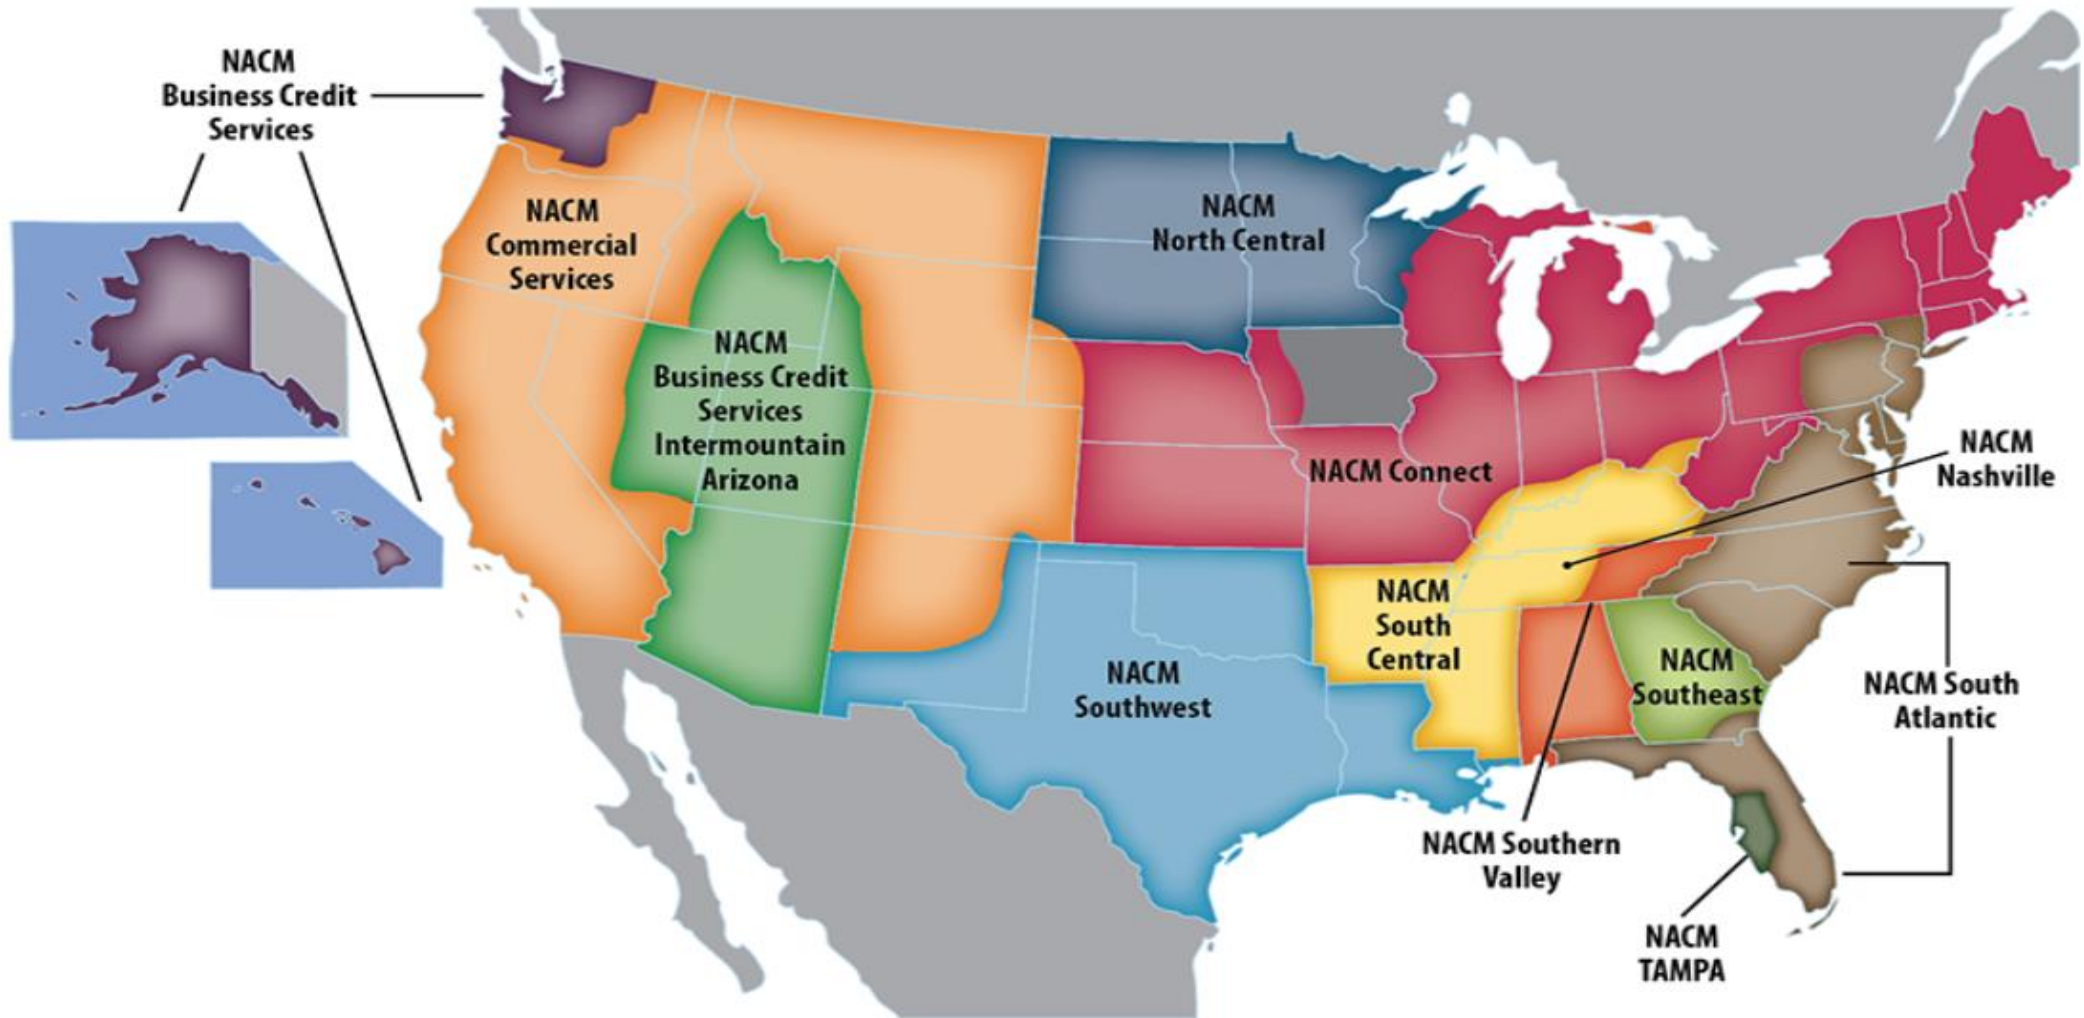 NACM
Business Credit
Services
NACM
Commercial
Services
NACM
Business Credit
Services
Intermountain
Arizona
NACM
North Central
NACM Connect
NACM
Nashville
NACM
South
Central
NACM
Southwest
NACM
Southeast
NACM South
Atlantic
NACM Southern
Valley
NACM
TAMPA